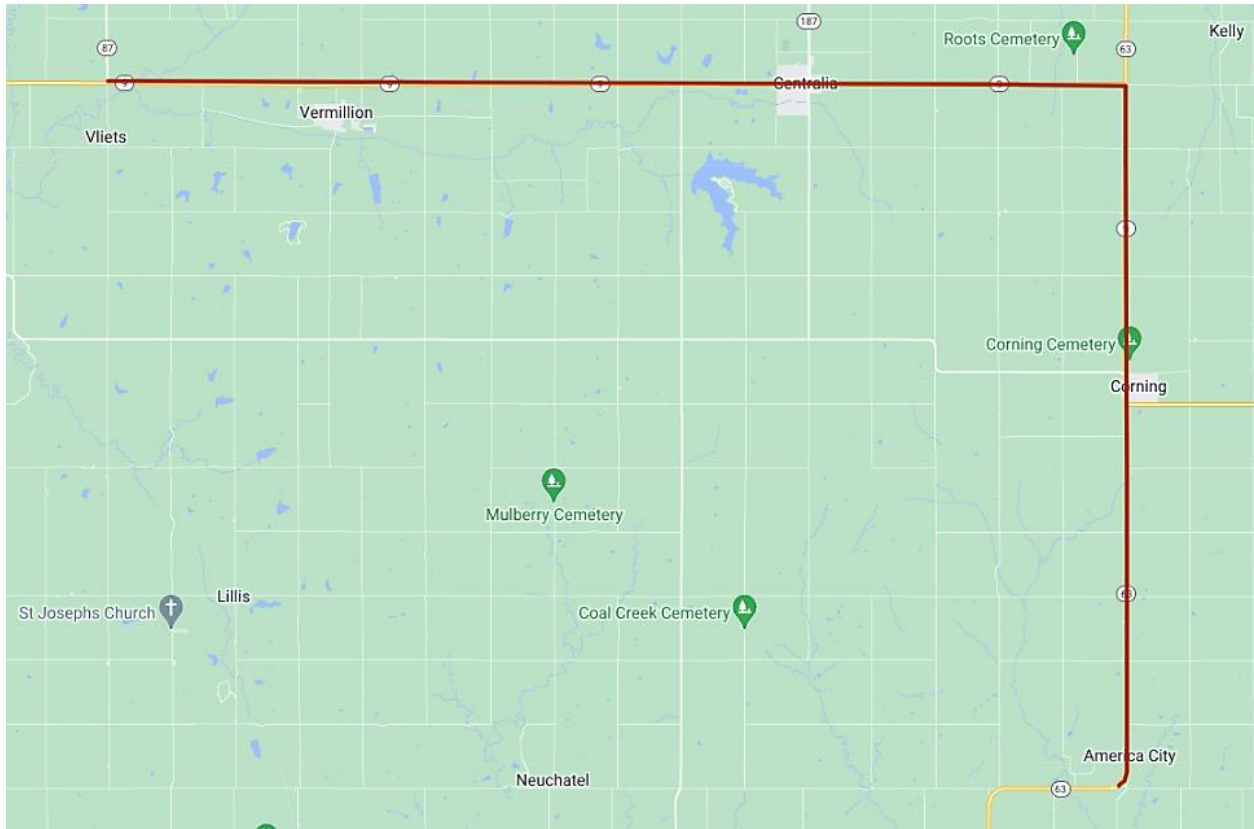 187
Kelly
Roots Cemetery
87
63
9
9
9
Centralia
9
Vermillion
Vliets
9
Corning Cemetery
Corning
Mulberry Cemetery
Lillis
St Josephs Church
Coal Creek Cemetery
63
America City
Neuchatel
63